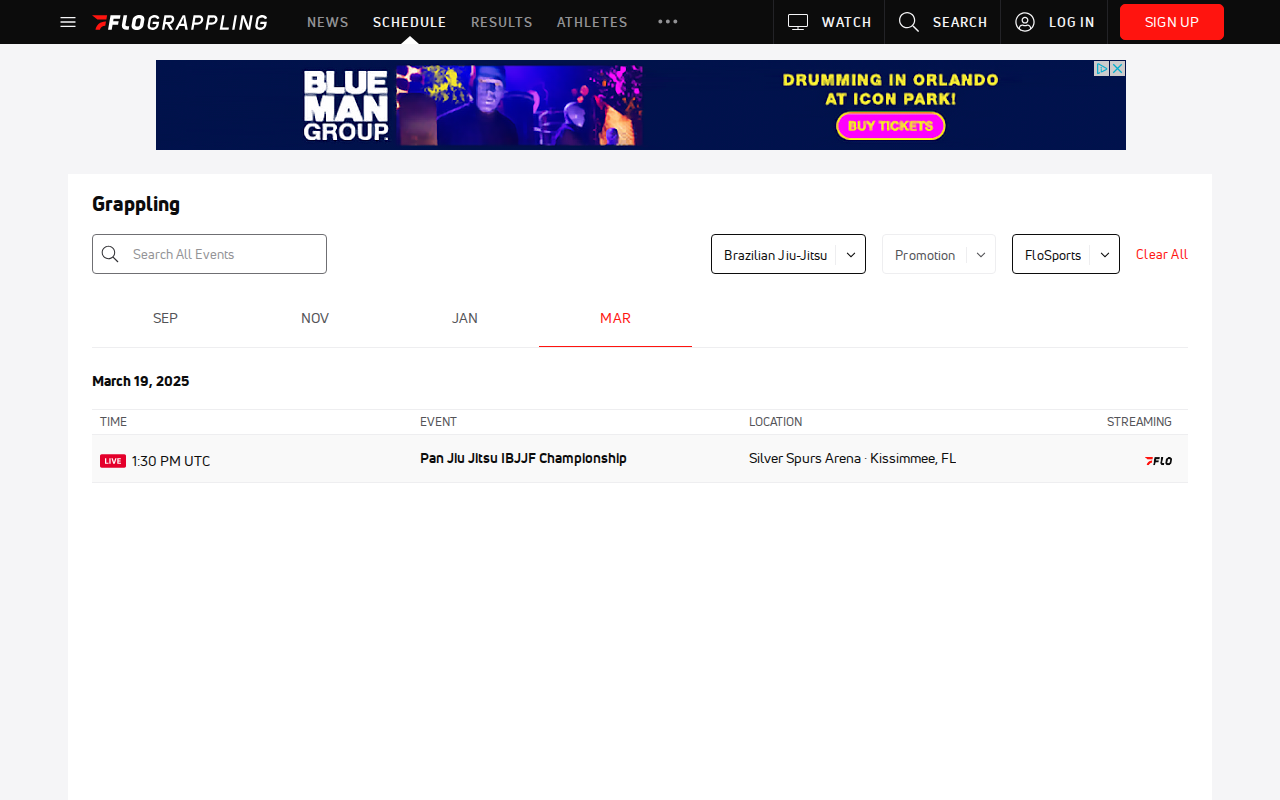 FLOGRAPPLING NEWS SCHEDULE RESULTS ATHLETES WATCH SEARCH LOG IN SIGN UP
BLUE MAN GROUP
DRUMMING IN ORLANDO
AT ICON PARK!
BUY TICKETS
Grappling
Search All Events Brazilian Jiu-Jitsu Promotion FloSports Clear All
SEP NOV JAN MAR
March 19, 2025
TIME EVENT LOCATION STREAMING
LIVE 1:30 PM UTC Pan Jiu Jitsu IBJJF Championship Silver Spurs Arena · Kissimmee, FL FLO